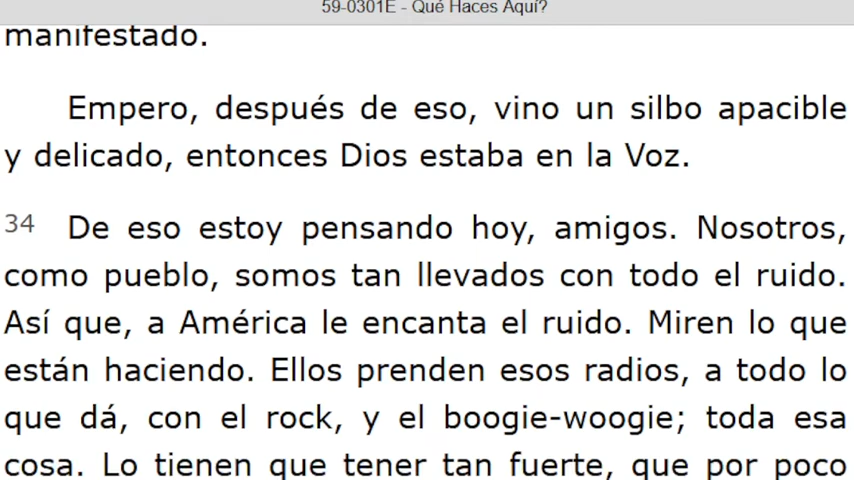 59-0301E - Qué Haces Aquí?
manifestado.
Empero, después de eso, vino un silbo apacible
y delicado, entonces Dios estaba en la Voz.
34 De eso estoy pensando hoy, amigos. Nosotros,
como pueblo, somos tan llevados con todo el ruido.
Así que, a América le encanta el ruido. Miren lo que
están haciendo. Ellos prenden esos radios, a todo lo
que dá, con el rock, y el boogie-woogie; toda esa
cosa. Lo tienen que tener tan fuerte, que por poco